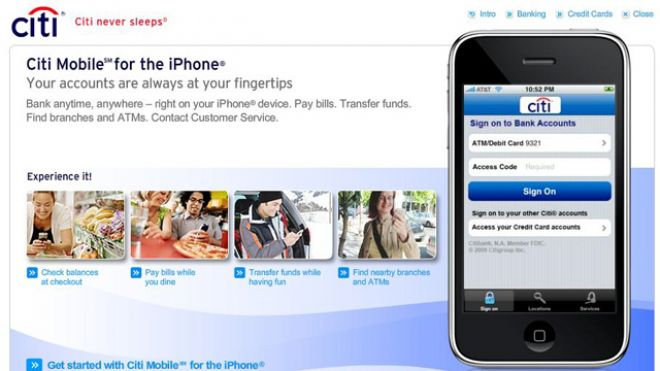 citi
Citi never sleeps®
Intro
Banking
Credit Cards
Close
Citi Mobile℠ for the iPhone®
Your accounts are always at your fingertips
Bank anytime, anywhere – right on your iPhone® device. Pay bills. Transfer funds.
Find branches and ATMs. Contact Customer Service.
Experience it!
Check balances
at checkout
Pay bills while
you dine
Transfer funds while
having fun
Find nearby branches
and ATMs
Get started with Citi Mobile℠ for the iPhone®
AT&T
10:52 PM
citi
Sign on to Bank Accounts
ATM/Debit Card 9321
Access Code Required
Sign On
Sign on to your other Citi® accounts
Access your Credit Card accounts
Citibank, N.A. Member FDIC.
© 2009 Citigroup Inc.
Sign on
Locations
Services